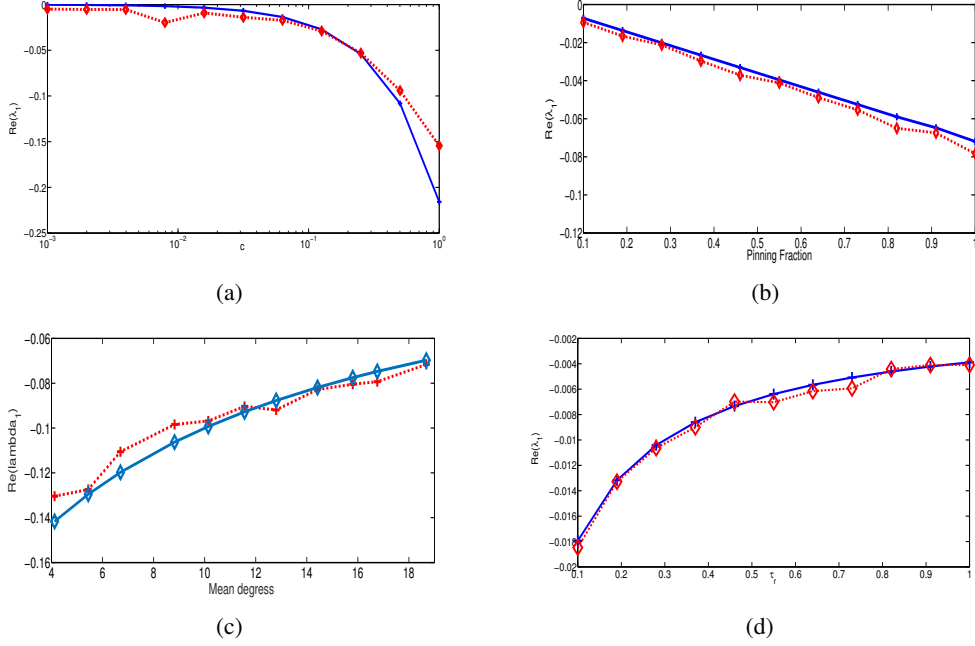 0
−0.05
−0.1
−0.15
−0.2
−0.25
Re(λ₁)
10⁻³
10⁻²
10⁻¹
10⁰
c
(a)
0
−0.02
−0.04
−0.06
−0.08
−0.1
−0.12
Re(λ₁)
0.1 0.2 0.3 0.4 0.5 0.6 0.7 0.8 0.9 1
Pinning Fraction
(b)
−0.06
−0.08
−0.1
−0.12
−0.14
−0.16
Re(lambda₁)
4 6 8 10 12 14 16 18
Mean degress
(c)
−0.002
−0.004
−0.006
−0.008
−0.01
−0.012
−0.014
−0.016
−0.018
−0.02
Re(λ₁)
0.1 0.2 0.3 0.4 0.5 0.6 0.7 0.8 0.9 1
τᵣ
(d)